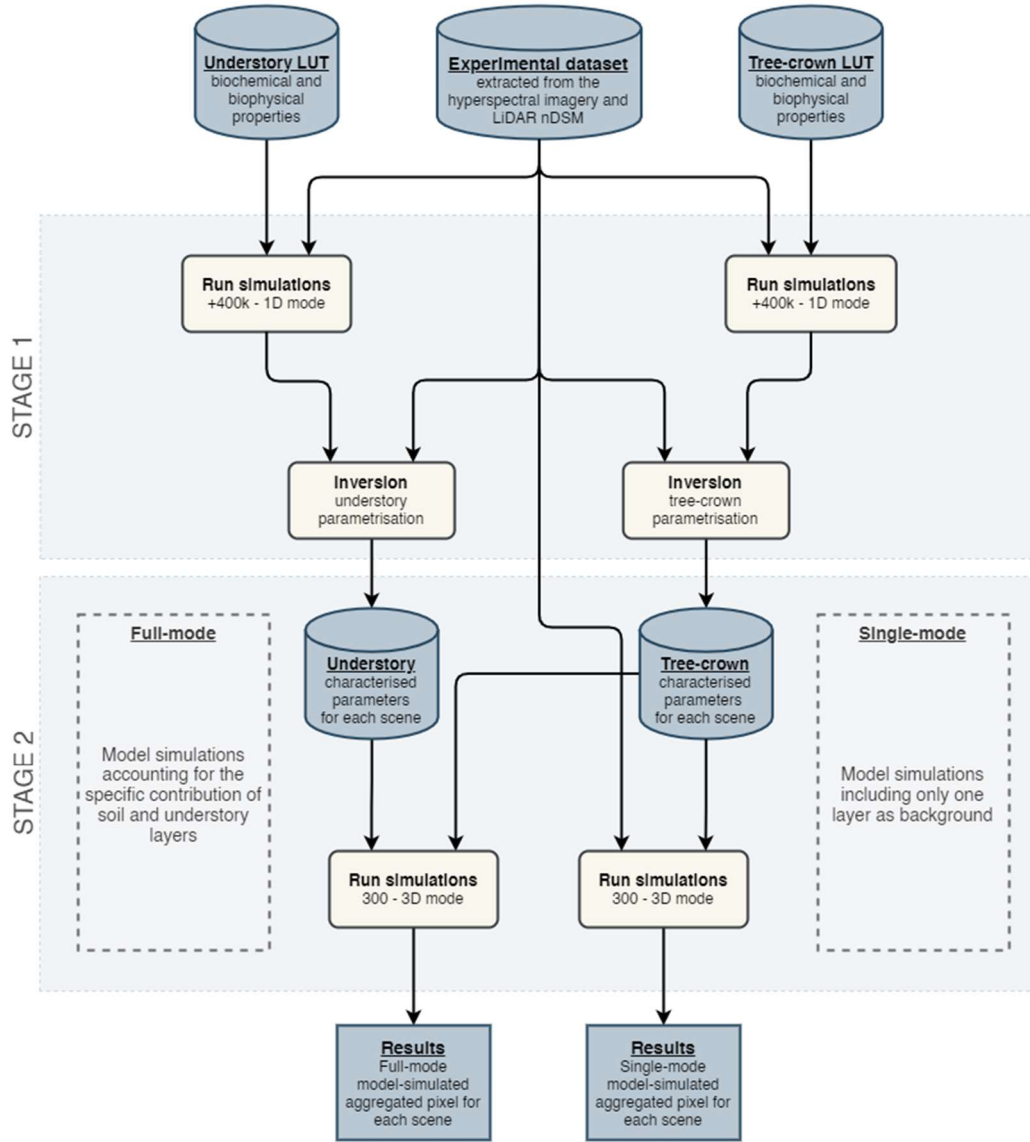 Understory LUT
biochemical and
biophysical
properties
Experimental dataset
extracted from the
hyperspectral imagery and
LiDAR nDSM
Tree-crown LUT
biochemical and
biophysical
properties
STAGE 1
Run simulations
+400k - 1D mode
Run simulations
+400k - 1D mode
Inversion
understory
parametrisation
Inversion
tree-crown
parametrisation
STAGE 2
Full-mode
Model simulations
accounting for the
specific contribution of
soil and understory
layers
Understory
characterised
parameters
for each scene
Tree-crown
characterised
parameters
for each scene
Single-mode
Model simulations
including only one
layer as background
Run simulations
300 - 3D mode
Run simulations
300 - 3D mode
Results
Full-mode
model-simulated
aggregated pixel for
each scene
Results
Single-mode
model-simulated
aggregated pixel for
each scene